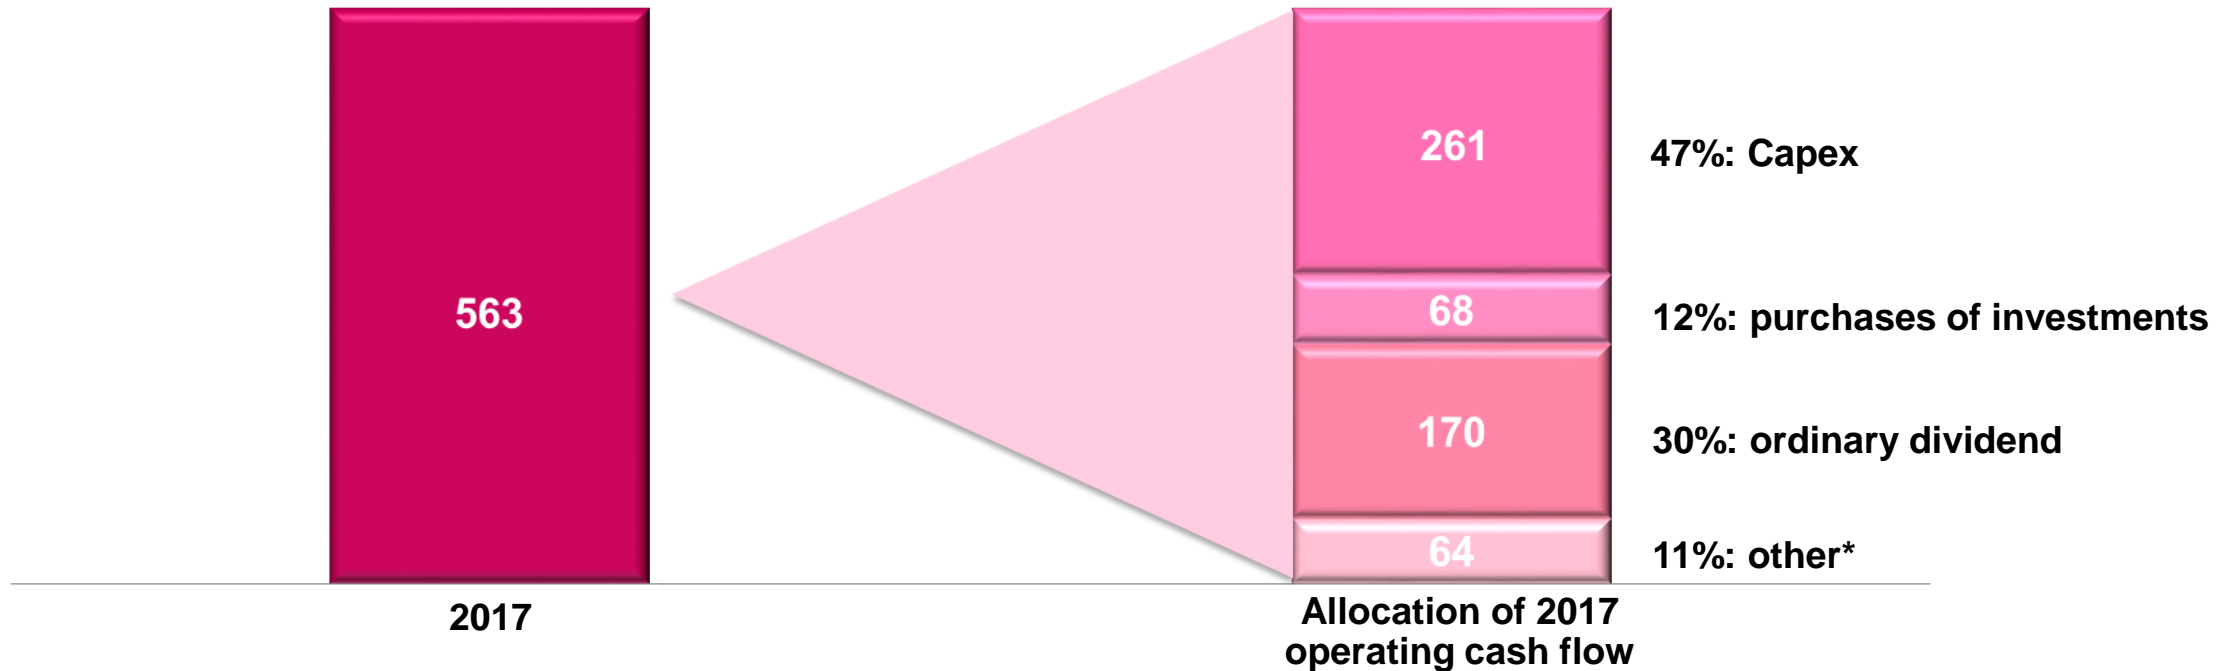 261
47%: Capex
563
68
12%: purchases of investments
170
30%: ordinary dividend
64
11%: other*
2017
Allocation of 2017
operating cash flow